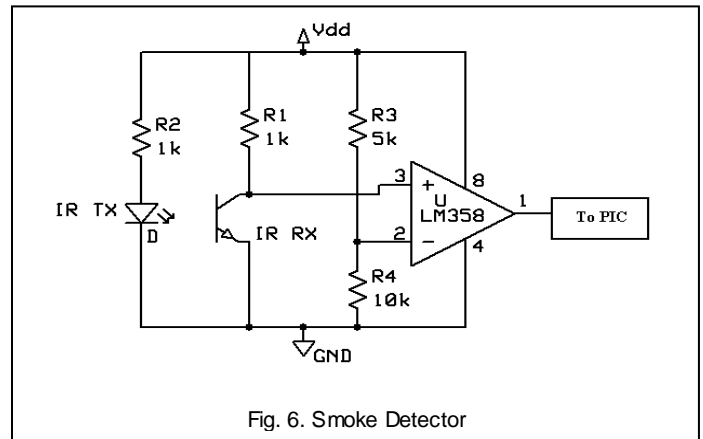 Vdd
R2
1k
R1
1k
R3
5k
IR TX
D
IR RX
3
+
8
U
LM358
1
To PIC
2
-
4
R4
10k
GND
Fig. 6. Smoke Detector